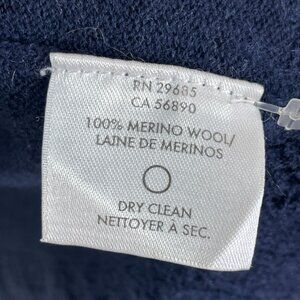 RN 29685
CA 56890
100% MERINO WOOL/
LAINE DE MERINOS
DRY CLEAN
NETTOYER A SEC.